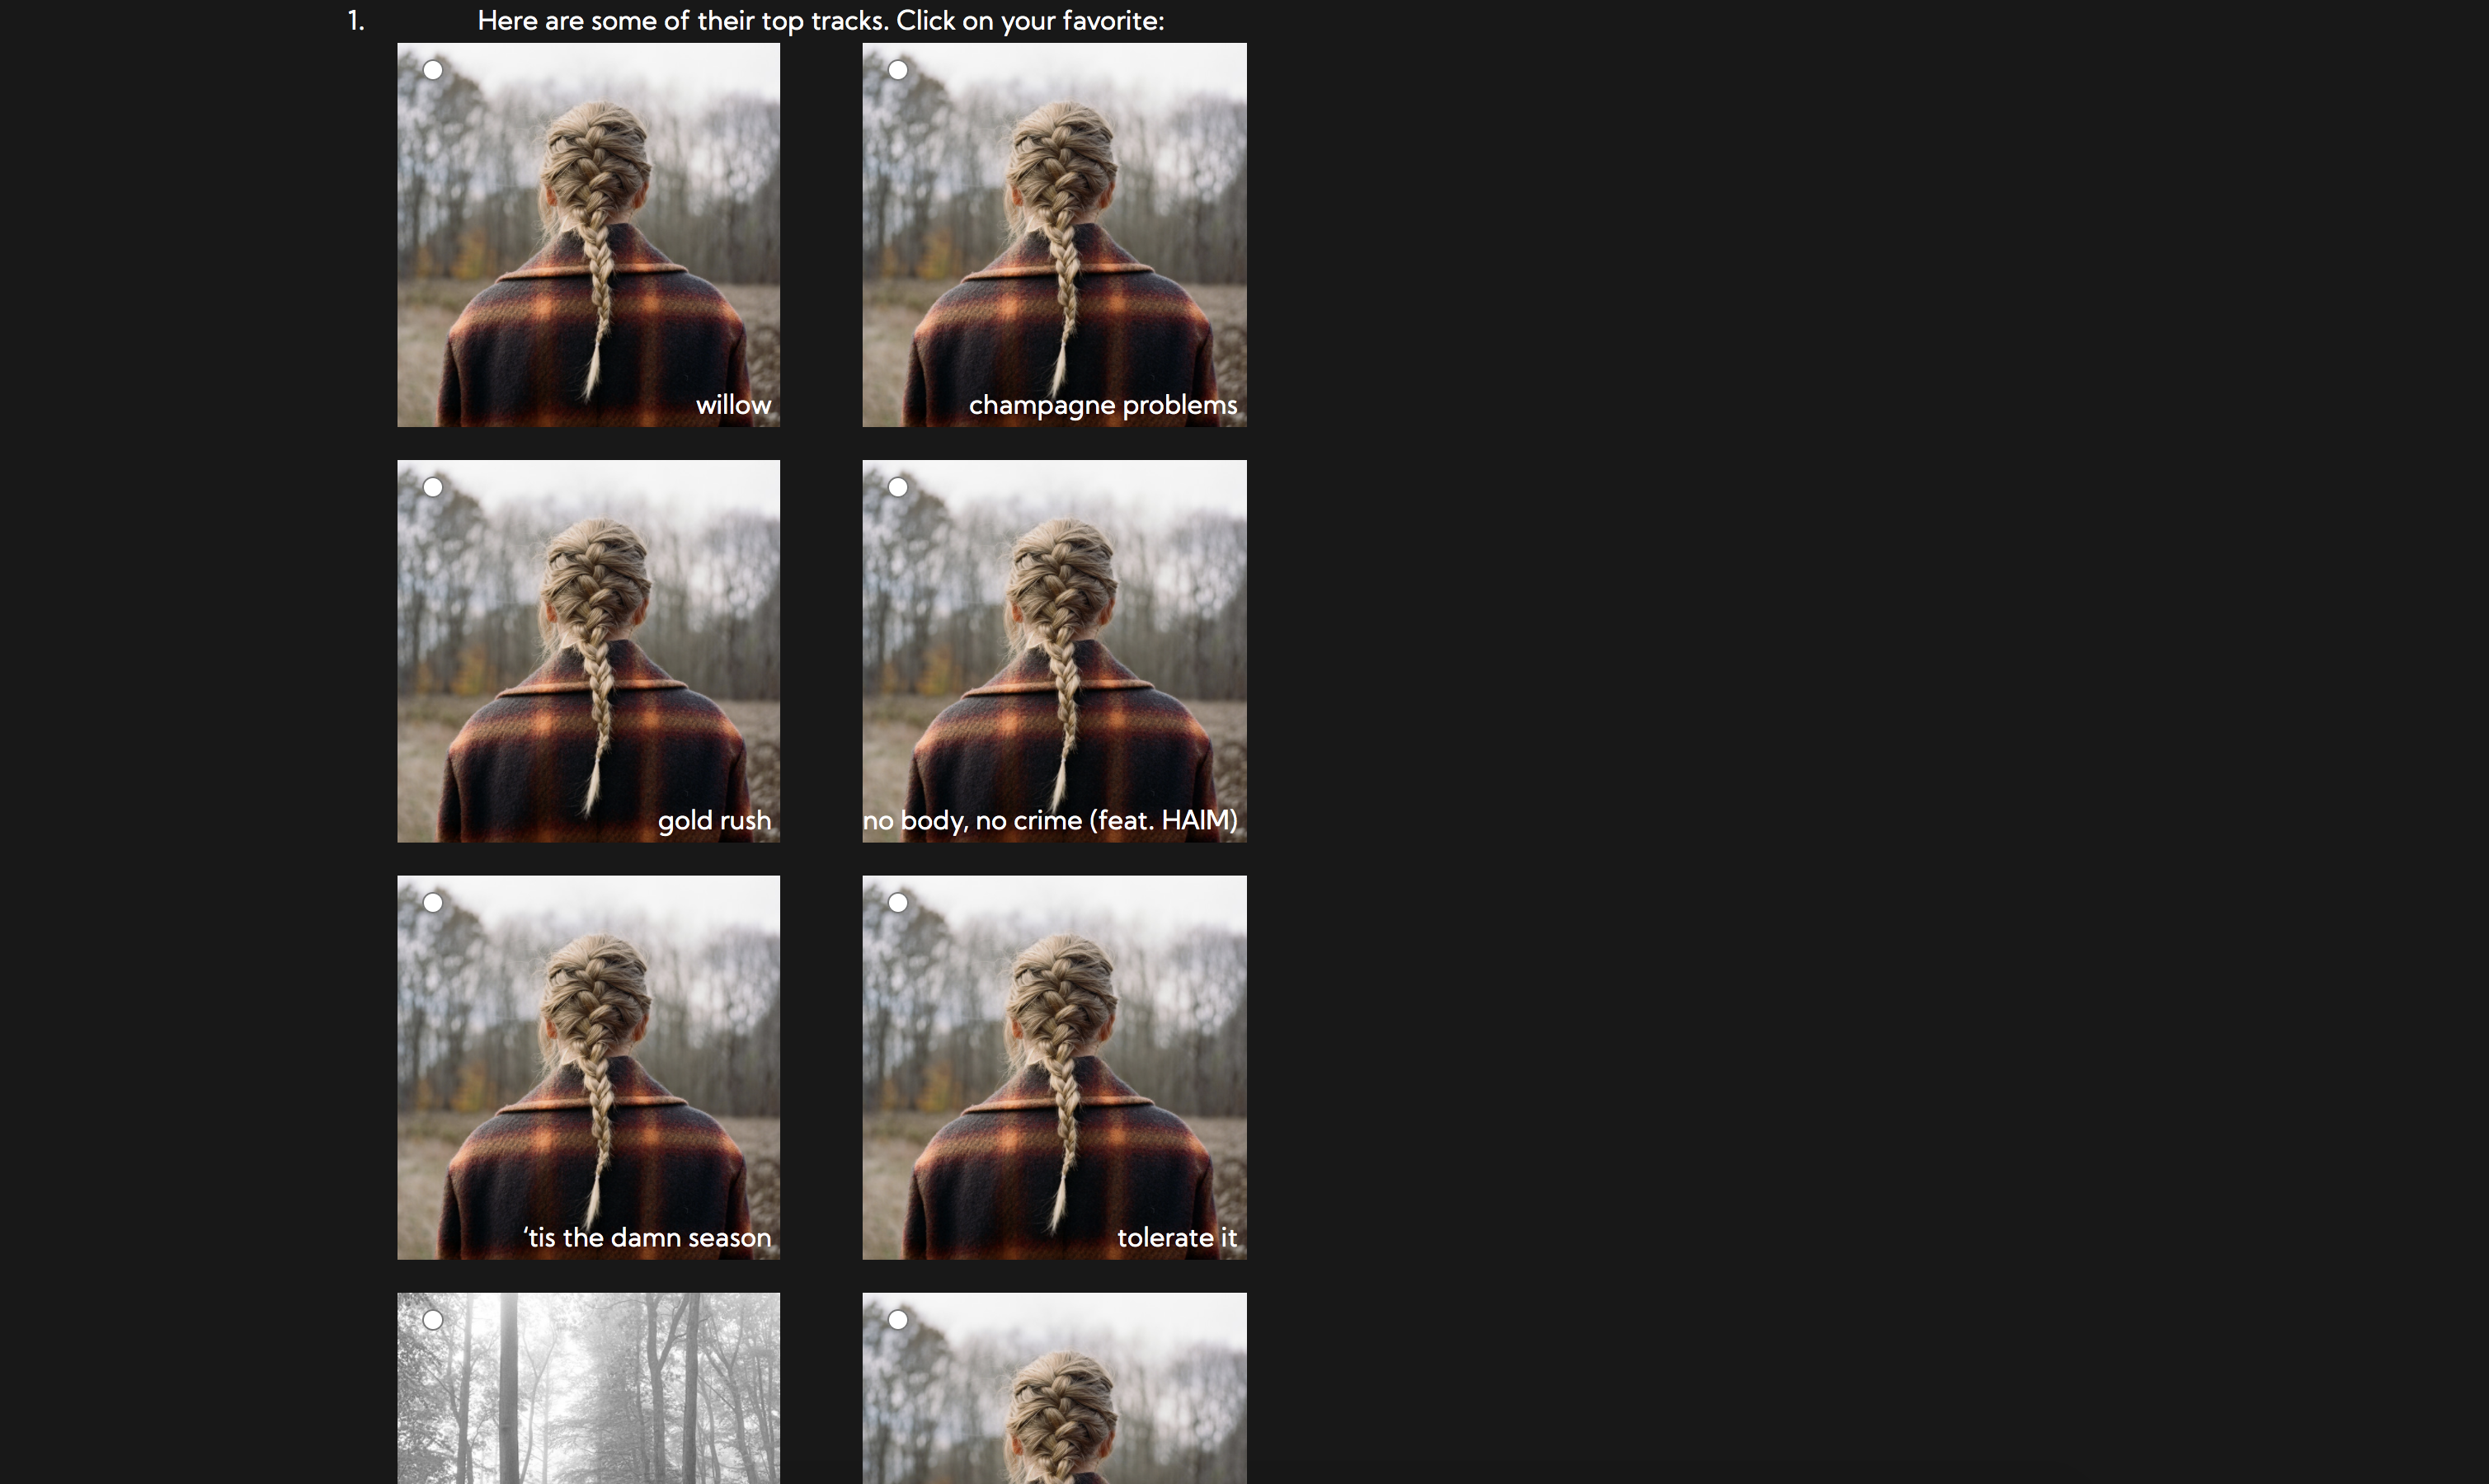 1. Here are some of their top tracks. Click on your favorite:
willow
champagne problems
gold rush
no body, no crime (feat. HAIM)
‘tis the damn season
tolerate it